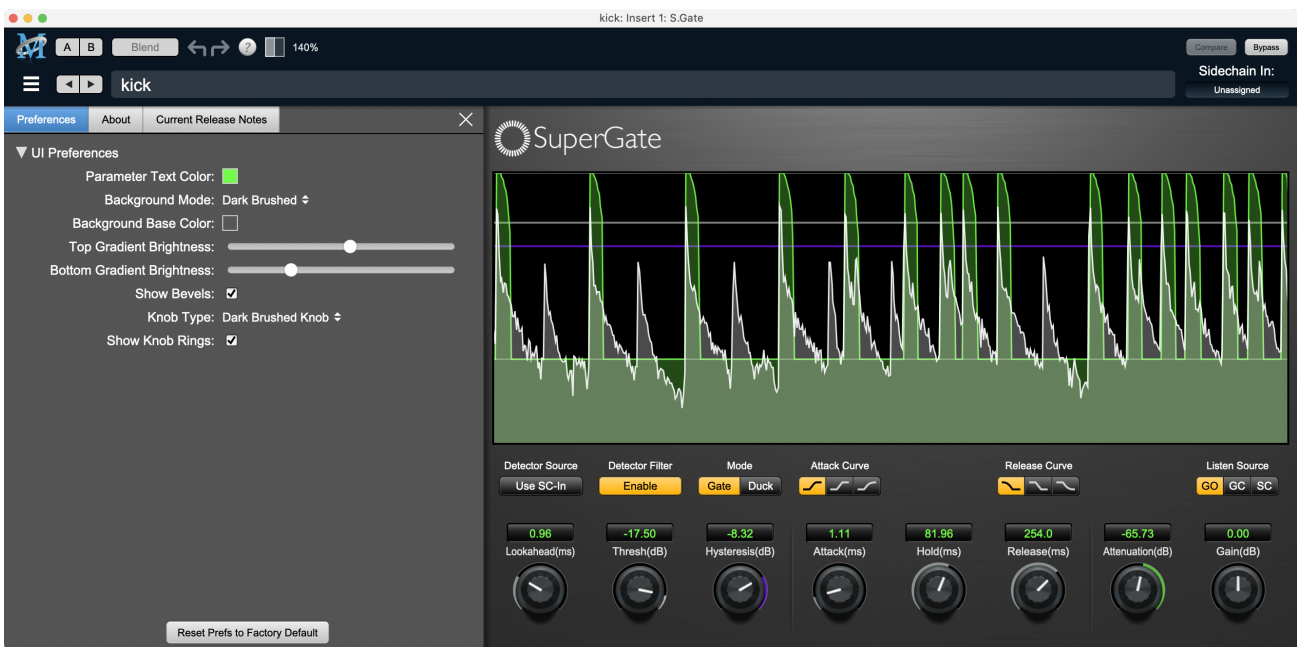 kick: Insert 1: S.Gate
A B Blend ? 140%
Compare Bypass
Sidechain In:
kick
Unassigned
Preferences About Current Release Notes
SuperGate
UI Preferences
Parameter Text Color:
Background Mode: Dark Brushed
Background Base Color:
Top Gradient Brightness:
Bottom Gradient Brightness:
Show Bevels:
Knob Type: Dark Brushed Knob
Show Knob Rings:
Reset Prefs to Factory Default
Detector Source Detector Filter Mode Attack Curve Release Curve Listen Source
Use SC-In Enable Gate Duck GO GC SC
0.96 -17.50 -8.32 1.11 81.96 254.0 -65.73 0.00
Lookahead(ms) Thresh(dB) Hysteresis(dB) Attack(ms) Hold(ms) Release(ms) Attenuation(dB) Gain(dB)